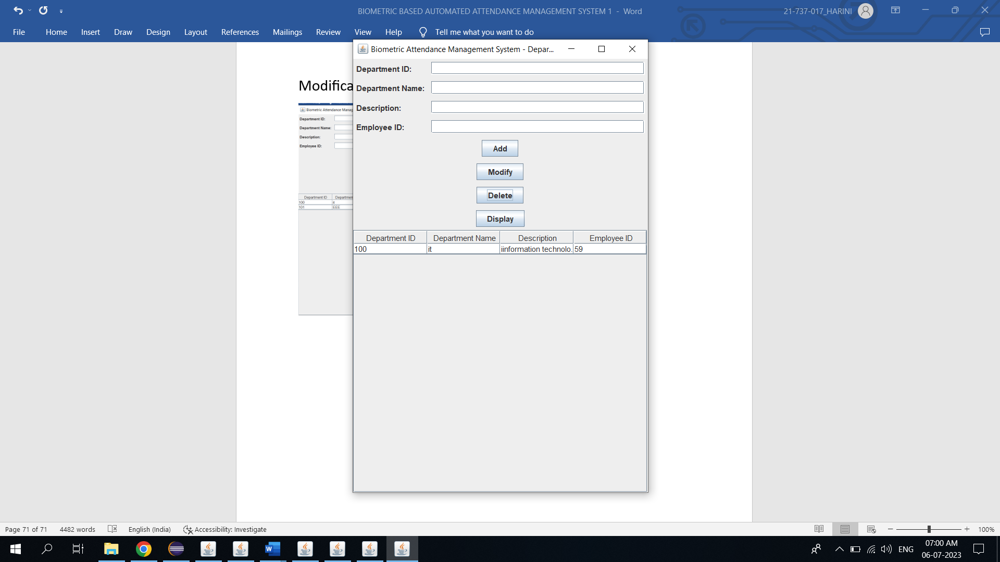 BIOMETRIC BASED AUTOMATED ATTENDANCE MANAGEMENT SYSTEM 1 - Word
21-737-017_HARINI
File Home Insert Draw Design Layout References Mailings Review View Help Tell me what you want to do
Modifica
Biometric Attendance Manag
Department ID:
Department Name:
Description:
Employee ID:
Department ID Departmen
100 it
101 EEE
Biometric Attendance Management System - Depar...
Department ID:
Department Name:
Description:
Employee ID:
Add
Modify
Delete
Display
Department ID Department Name Description Employee ID
100 it iinformation technolo. 59
Page 71 of 71 4482 words English (India) Accessibility: Investigate 100%
ENG
07:00 AM
06-07-2023